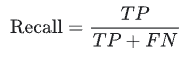 Recall = TP / TP + FN